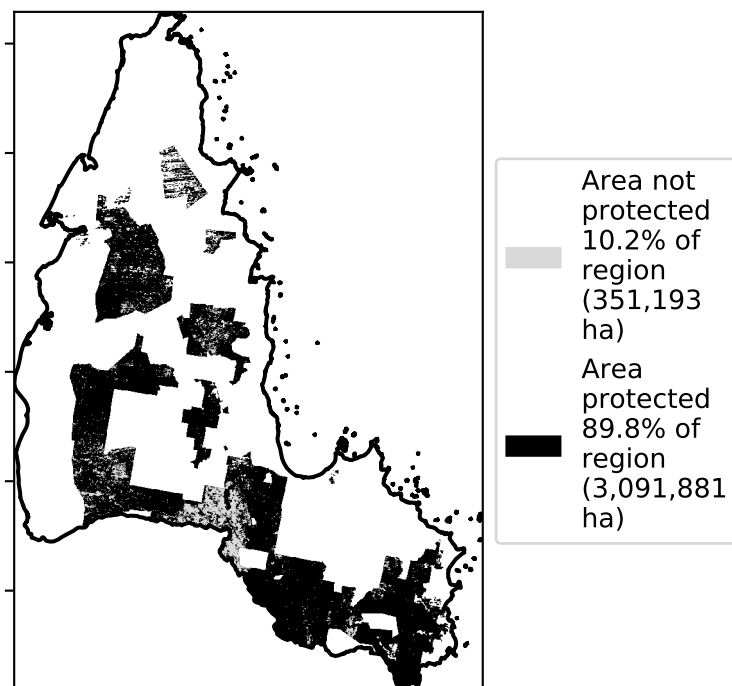 Area not
protected
10.2% of
region
(351,193
ha)
Area
protected
89.8% of
region
(3,091,881
ha)